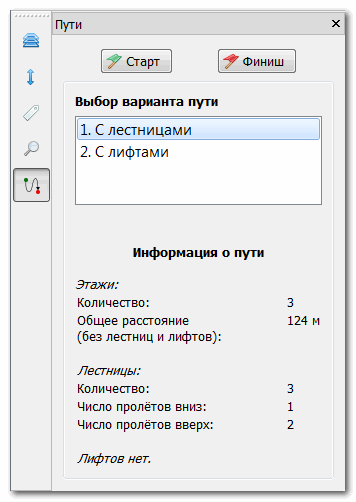 Пути
Старт
Финиш
Выбор варианта пути
1. С лестницами
2. С лифтами
Информация о пути
Этажи:
Количество: 3
Общее расстояние 124 м
(без лестниц и лифтов):
Лестницы:
Количество: 3
Число пролётов вниз: 1
Число пролётов вверх: 2
Лифтов нет.